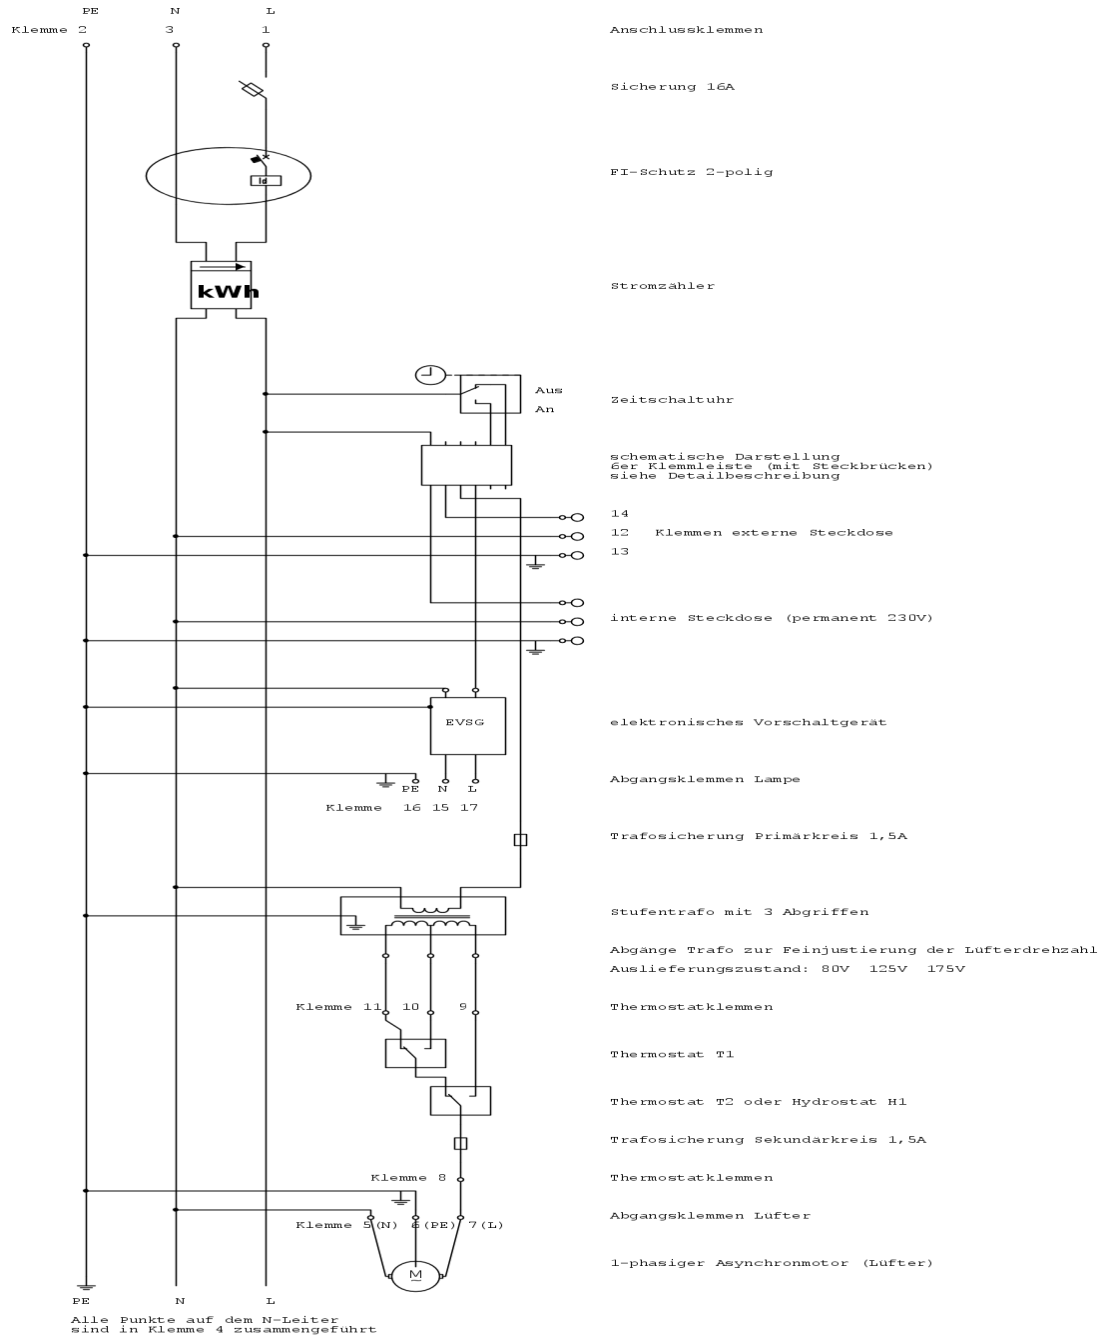 PE N L
Klemme 2 3 1 Anschlussklemmen
Sicherung 16A
Id FI-Schutz 2-polig
kWh Stromzähler
Aus
An
Zeitschaltuhr
schematische Darstellung
6er Klemmleiste (mit Steckbrücken)
siehe Detailbeschreibung
14
12 Klemmen externe Steckdose
13
interne Steckdose (permanent 230V)
EVSG elektronisches Vorschaltgerät
Abgangsklemmen Lampe
PE N L
Klemme 16 15 17
Trafosicherung Primärkreis 1,5A
Stufentrafo mit 3 Abgriffen
Abgänge Trafo zur Feinjustierung der Lüfterdrehzahl
Auslieferungszustand: 80V 125V 175V
Klemme 11 10 9 Thermostatklemmen
Thermostat T1
Thermostat T2 oder Hydrostat H1
Trafosicherung Sekundärkreis 1,5A
Klemme 8 Thermostatklemmen
Abgangsklemmen Lüfter
Klemme 5(N) 6(PE) 7(L)
1-phasiger Asynchronmotor (Lüfter)
M
PE N L
Alle Punkte auf dem N-Leiter
sind in Klemme 4 zusammengeführt